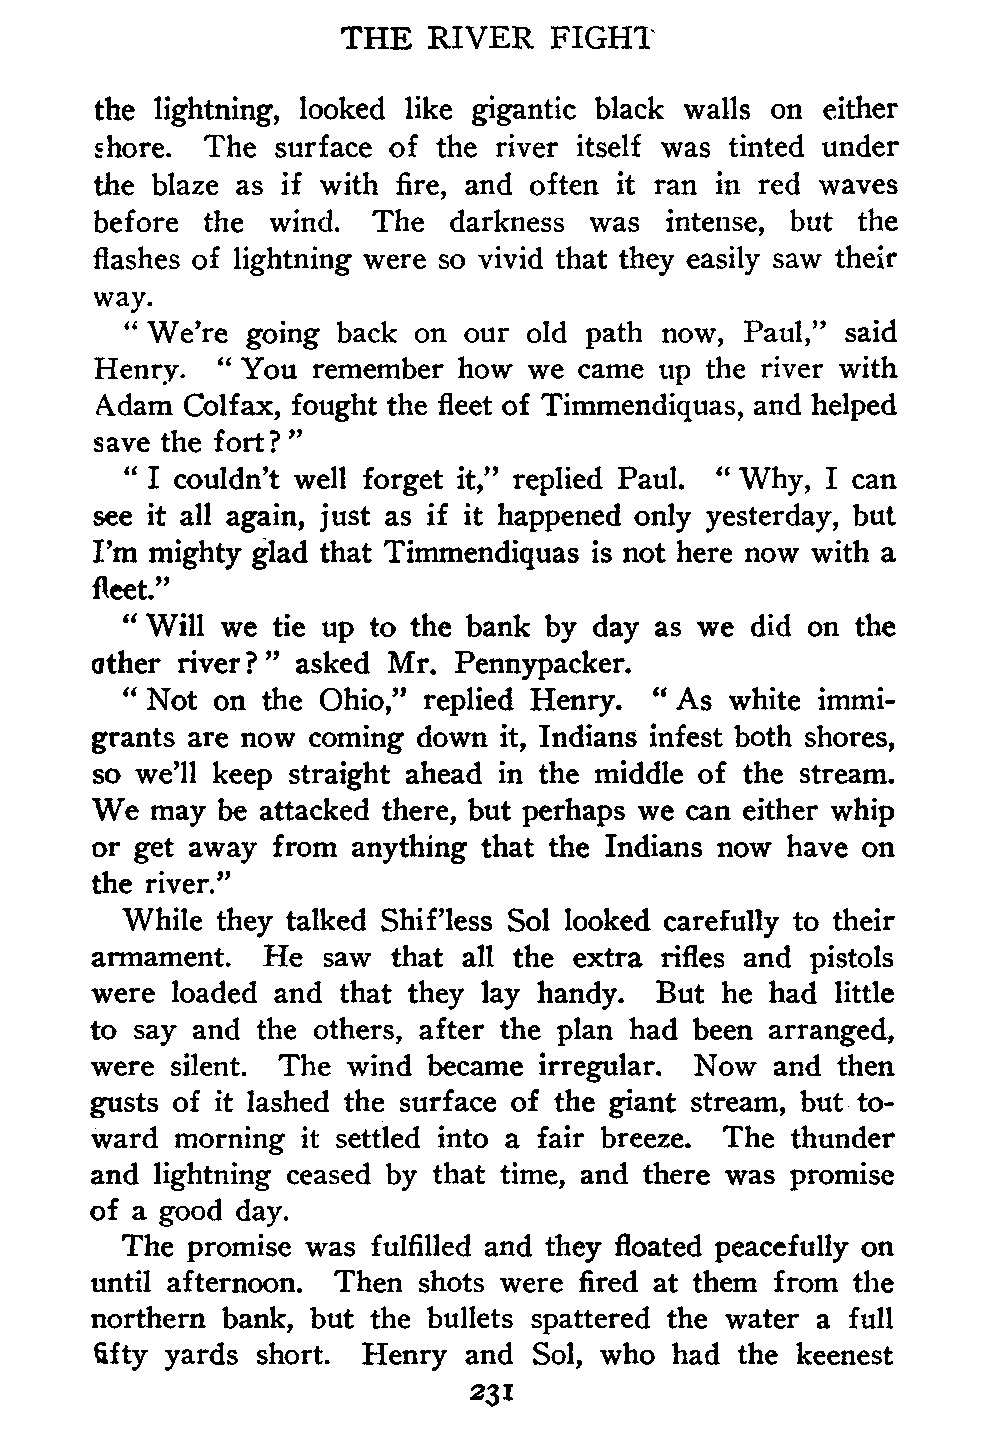 THE RIVER FIGHT
the lightning, looked like gigantic black walls on either
shore. The surface of the river itself was tinted under
the blaze as if with fire, and often it ran in red waves
before the wind. The darkness was intense, but the
flashes of lightning were so vivid that they easily saw their
way.
“ We're going back on our old path now, Paul,” said
Henry. “ You remember how we came up the river with
Adam Colfax, fought the fleet of Timmendiquas, and helped
save the fort? ”
“ I couldn't well forget it,” replied Paul. “ Why, I can
see it all again, just as if it happened only yesterday, but
I'm mighty glad that Timmendiquas is not here now with a
fleet.”
“ Will we tie up to the bank by day as we did on the
other river? ” asked Mr. Pennypacker.
“ Not on the Ohio,” replied Henry. “ As white immi-
grants are now coming down it, Indians infest both shores,
so we'll keep straight ahead in the middle of the stream.
We may be attacked there, but perhaps we can either whip
or get away from anything that the Indians now have on
the river.”
While they talked Shif'less Sol looked carefully to their
armament. He saw that all the extra rifles and pistols
were loaded and that they lay handy. But he had little
to say and the others, after the plan had been arranged,
were silent. The wind became irregular. Now and then
gusts of it lashed the surface of the giant stream, but to-
ward morning it settled into a fair breeze. The thunder
and lightning ceased by that time, and there was promise
of a good day.
The promise was fulfilled and they floated peacefully on
until afternoon. Then shots were fired at them from the
northern bank, but the bullets spattered the water a full
fifty yards short. Henry and Sol, who had the keenest
231